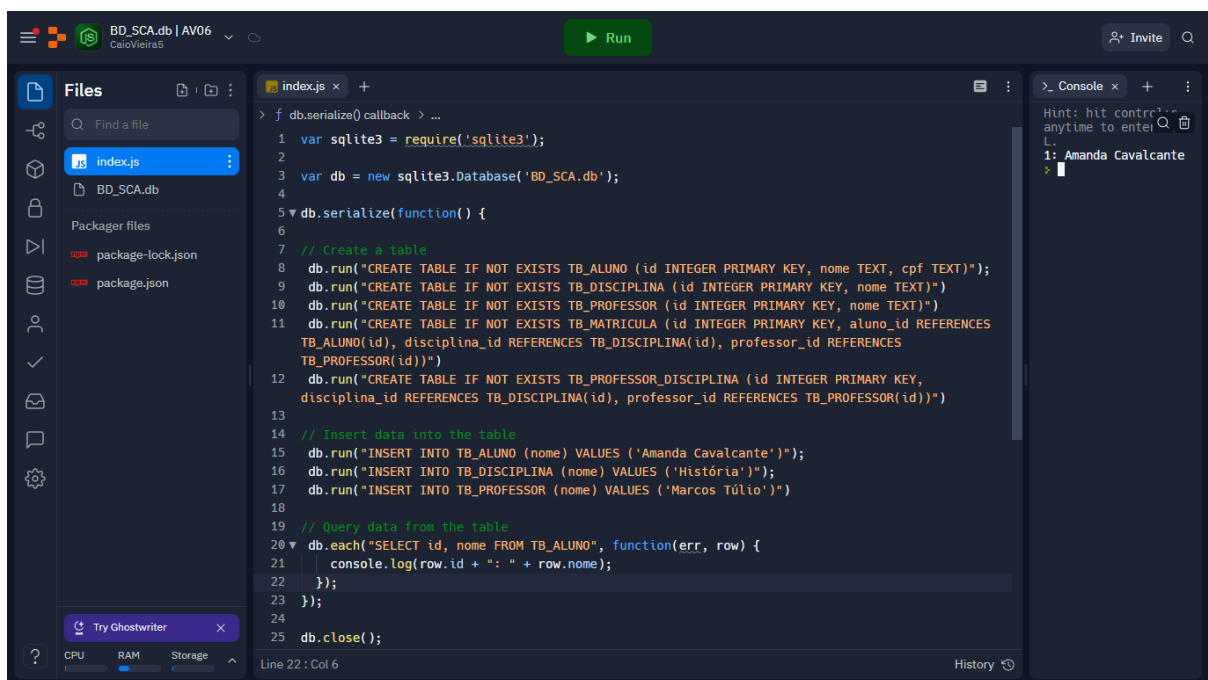 BD_SCA.db | AV06
CaioVieira5
Run
Invite
Files
Find a file
JS index.js
BD_SCA.db
Packager files
npm package-lock.json
npm package.json
Try Ghostwriter
CPU RAM Storage
?
JS index.js × +
> ƒ db.serialize() callback > ...
1 var sqlite3 = require('sqlite3');
2
3 var db = new sqlite3.Database('BD_SCA.db');
4
5 db.serialize(function() {
6
7 // Create a table
8 db.run("CREATE TABLE IF NOT EXISTS TB_ALUNO (id INTEGER PRIMARY KEY, nome TEXT, cpf TEXT)");
9 db.run("CREATE TABLE IF NOT EXISTS TB_DISCIPLINA (id INTEGER PRIMARY KEY, nome TEXT)")
10 db.run("CREATE TABLE IF NOT EXISTS TB_PROFESSOR (id INTEGER PRIMARY KEY, nome TEXT)")
11 db.run("CREATE TABLE IF NOT EXISTS TB_MATRICULA (id INTEGER PRIMARY KEY, aluno_id REFERENCES
TB_ALUNO(id), disciplina_id REFERENCES TB_DISCIPLINA(id), professor_id REFERENCES
TB_PROFESSOR(id))")
12 db.run("CREATE TABLE IF NOT EXISTS TB_PROFESSOR_DISCIPLINA (id INTEGER PRIMARY KEY,
disciplina_id REFERENCES TB_DISCIPLINA(id), professor_id REFERENCES TB_PROFESSOR(id))")
13
14 // Insert data into the table
15 db.run("INSERT INTO TB_ALUNO (nome) VALUES ('Amanda Cavalcante')");
16 db.run("INSERT INTO TB_DISCIPLINA (nome) VALUES ('História')");
17 db.run("INSERT INTO TB_PROFESSOR (nome) VALUES ('Marcos Túlio')")
18
19 // Query data from the table
20 db.each("SELECT id, nome FROM TB_ALUNO", function(err, row) {
21 console.log(row.id + ": " + row.nome);
22 });
23 });
24
25 db.close();
Line 22 : Col 6
History
>_ Console × +
Hint: hit control+
anytime to enter
L.
1: Amanda Cavalcante
>